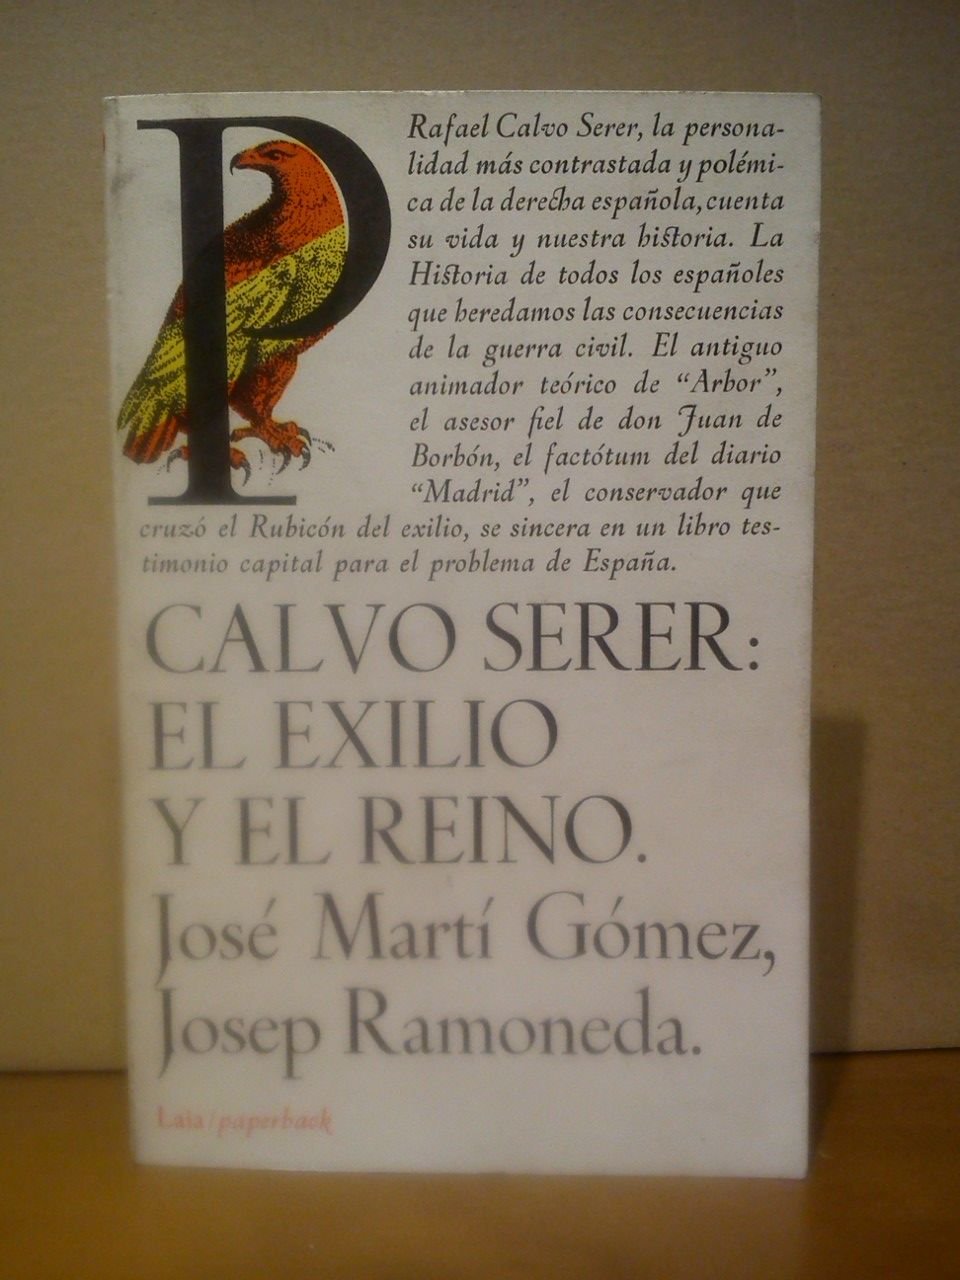 P
Rafael Calvo Serer, la persona-
lidad más contrastada y polémi-
ca de la derecha española, cuenta
su vida y nuestra historia. La
Historia de todos los españoles
que heredamos las consecuencias
de la guerra civil. El antiguo
animador teórico de “Arbor”,
el asesor fiel de don Juan de
Borbón, el factótum del diario
“Madrid”, el conservador que
cruzó el Rubicón del exilio, se sincera en un libro tes-
timonio capital para el problema de España.
CALVO SERER:
EL EXILIO
Y EL REINO.
José Martí Gómez,
Josep Ramoneda.
Laia/paperback